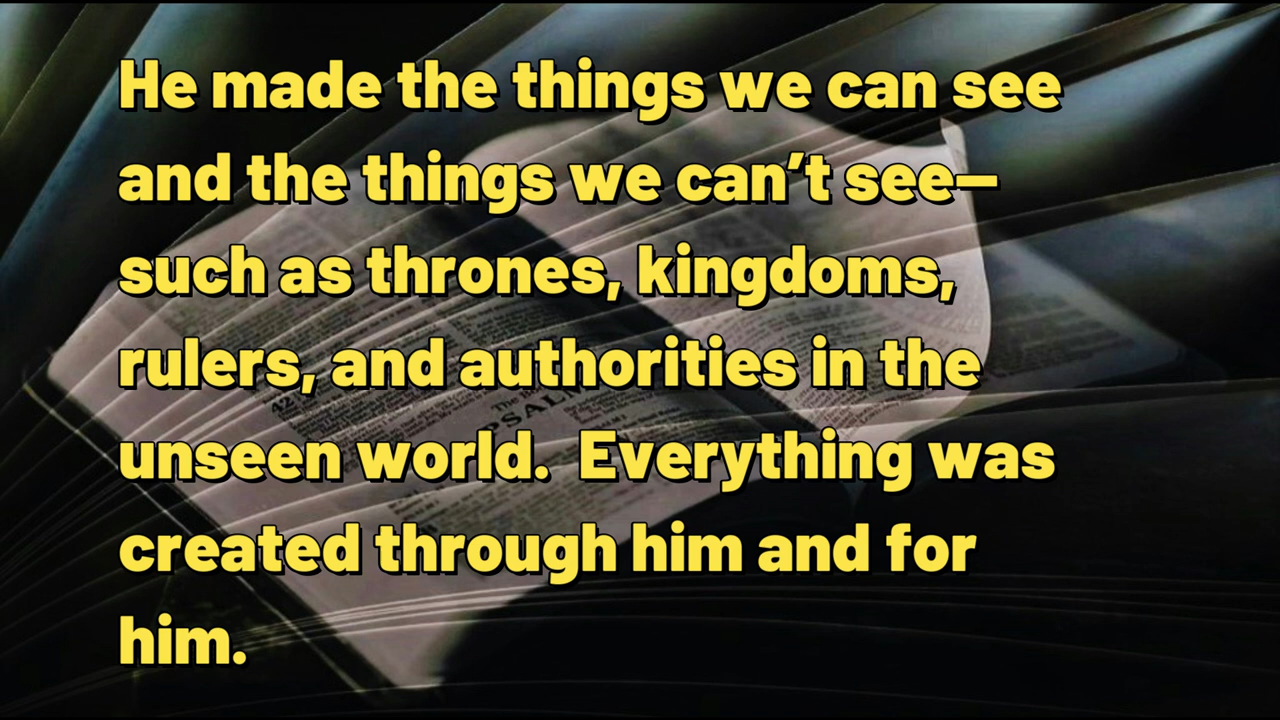 He made the things we can see
and the things we can’t see—
such as thrones, kingdoms,
rulers, and authorities in the
unseen world.  Everything was
created through him and for
him.
PSALM